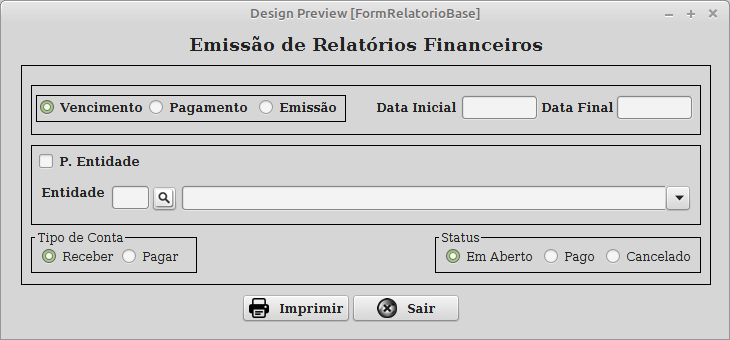 Design Preview [FormRelatorioBase]
Emissão de Relatórios Financeiros
Vencimento Pagamento Emissão Data Inicial Data Final
P. Entidade
Entidade
Tipo de Conta Status
Receber Pagar Em Aberto Pago Cancelado
Imprimir Sair